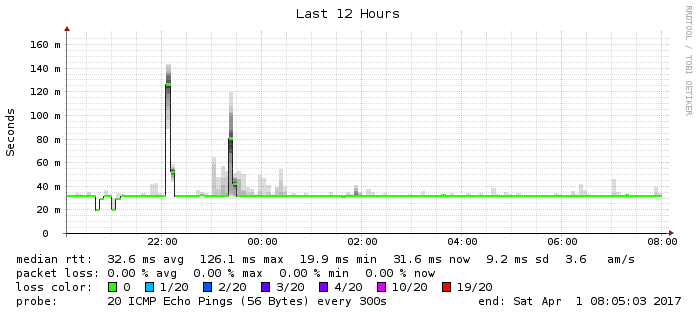 Last 12 Hours
RRDTOOL / TOBI OETIKER
Seconds
160 m
140 m
120 m
100 m
80 m
60 m
40 m
20 m
0
22:00 00:00 02:00 04:00 06:00 08:00
median rtt: 32.6 ms avg 126.1 ms max 19.9 ms min 31.6 ms now 9.2 ms sd 3.6 am/s
packet loss: 0.00 % avg 0.00 % max 0.00 % min 0.00 % now
loss color: 0 1/20 2/20 3/20 4/20 10/20 19/20
probe: 20 ICMP Echo Pings (56 Bytes) every 300s end: Sat Apr 1 08:05:03 2017